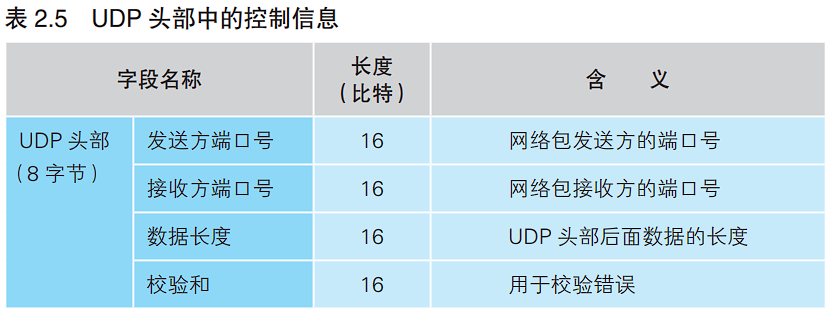 表 2.5 UDP 头部中的控制信息
字段名称 长度（比特） 含 义
UDP 头部（8 字节） 发送方端口号 16 网络包发送方的端口号
接收方端口号 16 网络包接收方的端口号
数据长度 16 UDP 头部后面数据的长度
校验和 16 用于校验错误